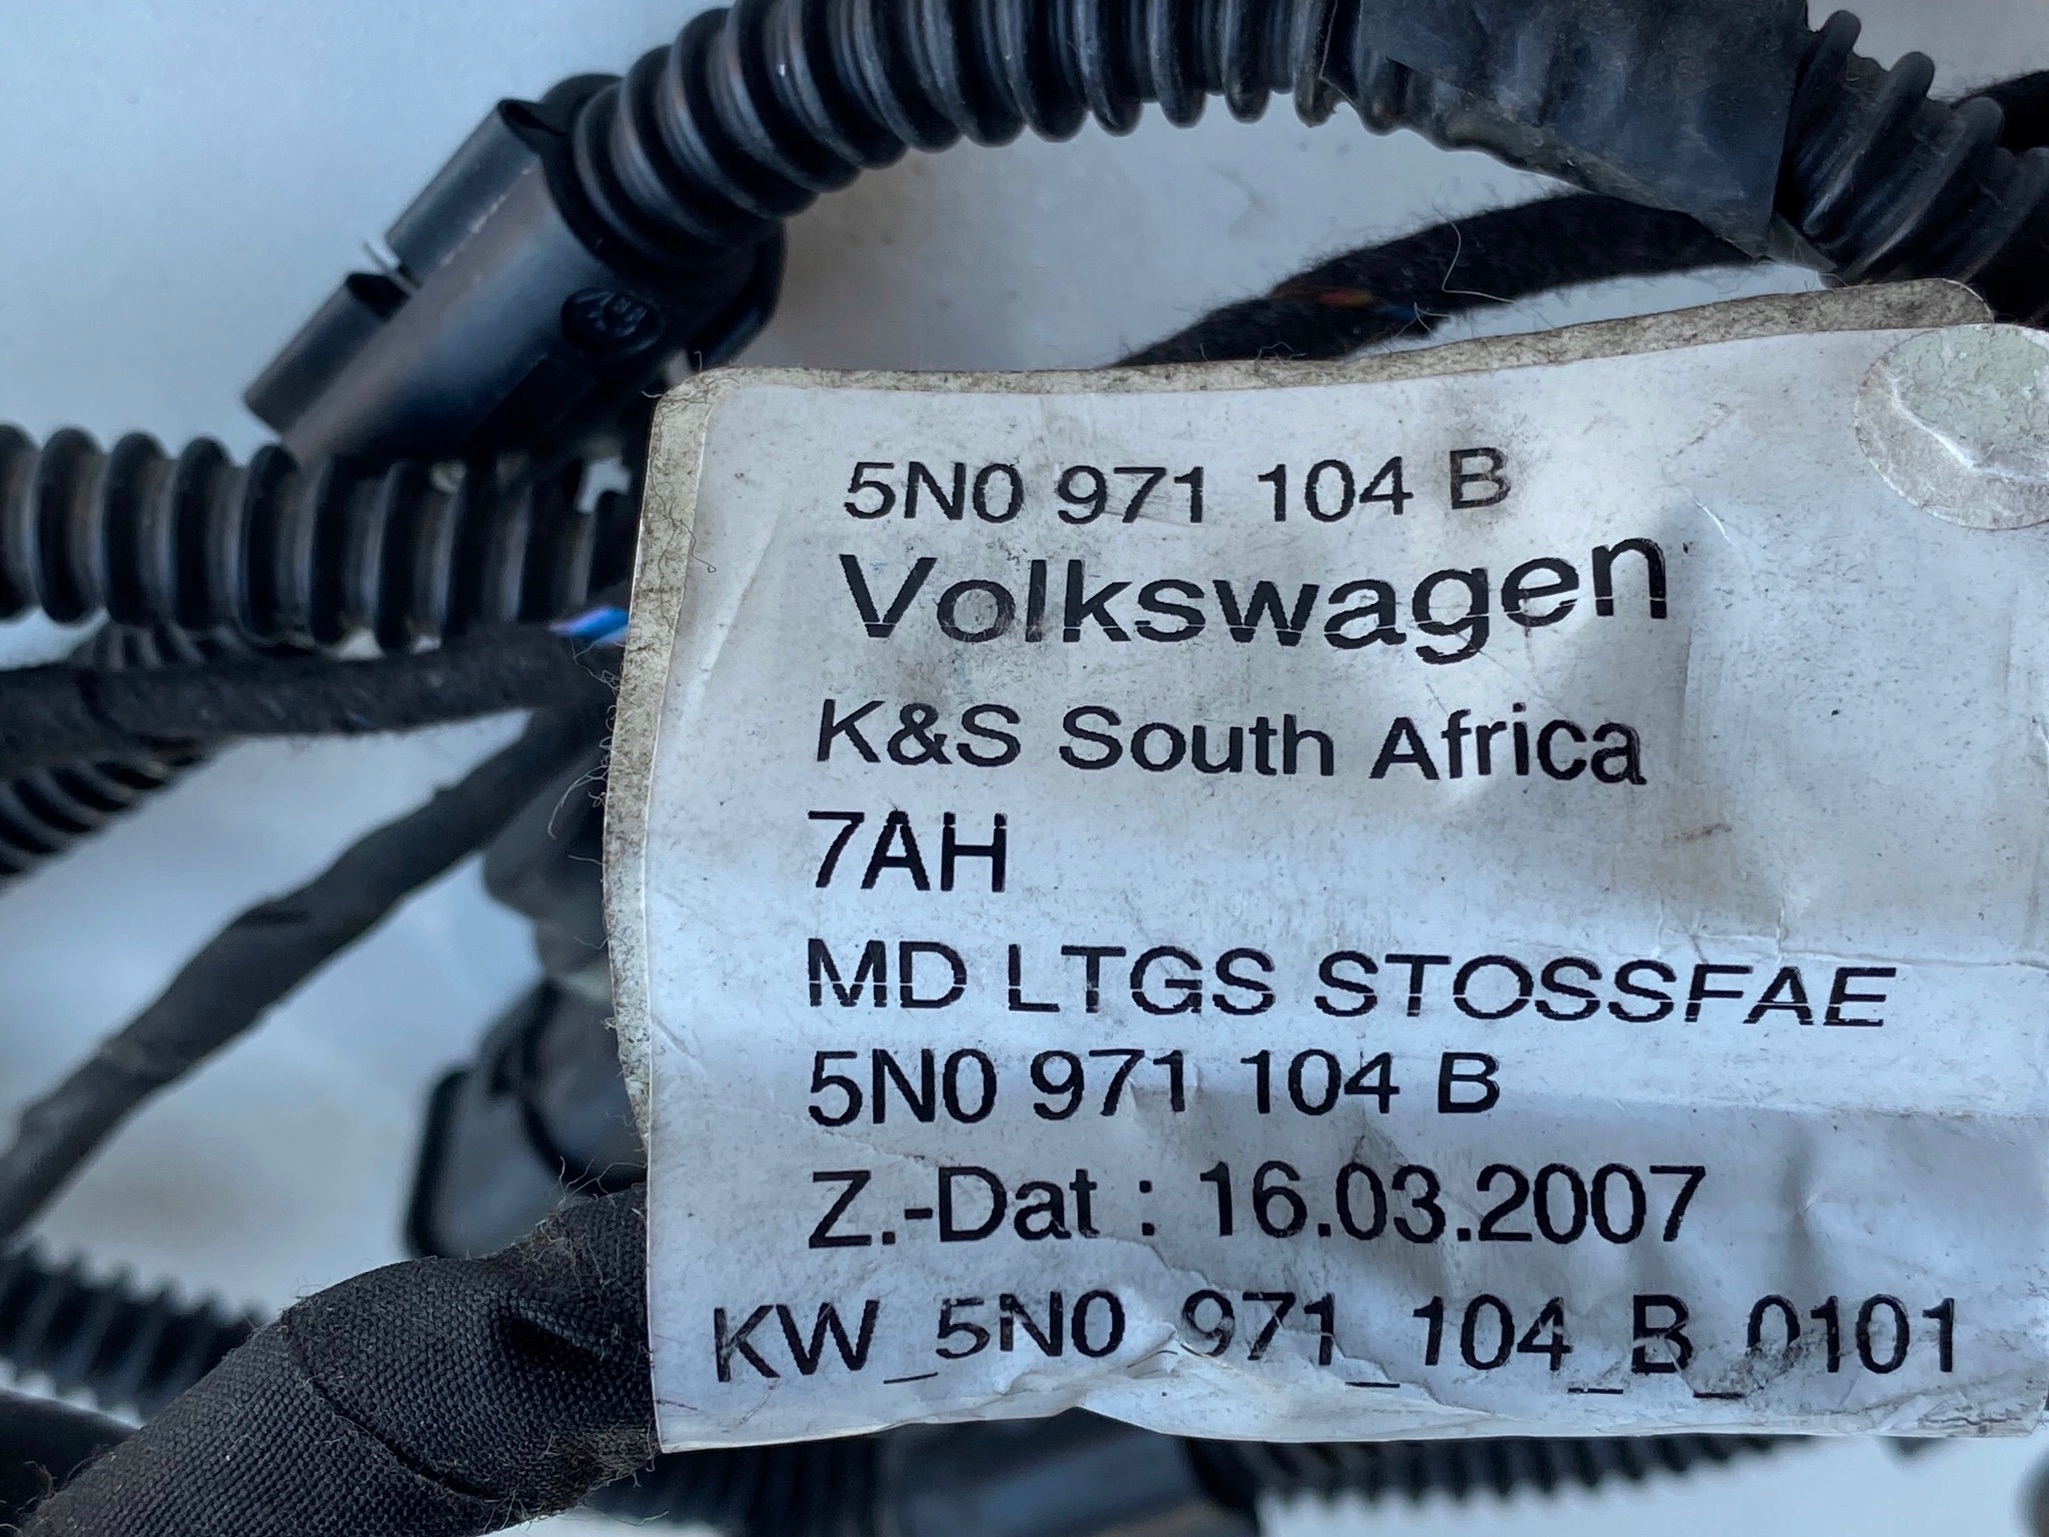 5N0 971 104 B
Volkswagen
K&S South Africa
7AH
MD LTGS STOSSFAE
5N0 971 104 B
Z.-Dat : 16.03.2007
KW_5N0_971_104_B_0101